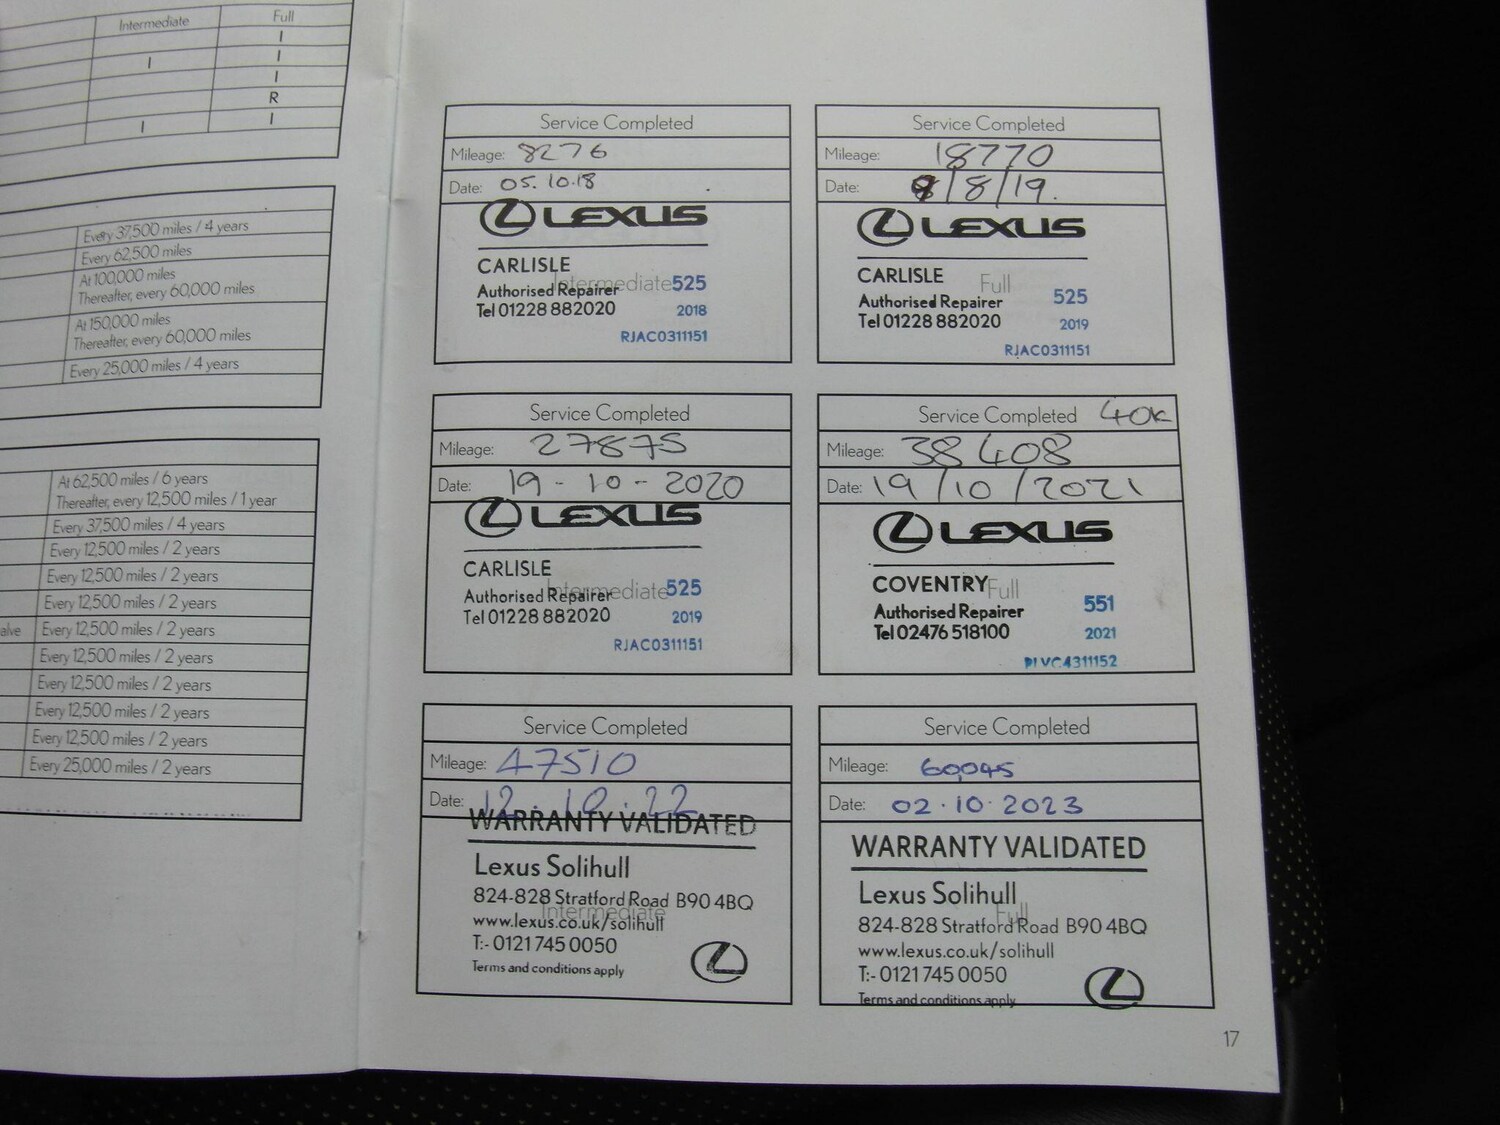 Intermediate Full
I
I I
I
R
I I
Every 37,500 miles / 4 years
Every 62,500 miles
At 100,000 miles
Thereafter, every 60,000 miles
At 150,000 miles
Thereafter, every 60,000 miles
Every 25,000 miles / 4 years
At 62,500 miles / 6 years
Thereafter, every 12,500 miles / 1 year
Every 37,500 miles / 4 years
Every 12,500 miles / 2 years
Every 12,500 miles / 2 years
Every 12,500 miles / 2 years
alve Every 12,500 miles / 2 years
Every 12,500 miles / 2 years
Every 12,500 miles / 2 years
Every 12,500 miles / 2 years
Every 12,500 miles / 2 years
Every 25,000 miles / 2 years
Service Completed
Mileage: 8276
Date: 05.10.18
LEXUS
CARLISLE
Intermediate 525
Authorised Repairer
Tel 01228 882020 2018
RJAC0311151
Service Completed
Mileage: 18770
Date: 8/8/19.
LEXUS
CARLISLE
Full
Authorised Repairer 525
Tel 01228 882020 2019
RJAC0311151
Service Completed
Mileage: 27875
Date: 19-10-2020
LEXUS
CARLISLE
Intermediate 525
Authorised Repairer
Tel 01228 882020 2019
RJAC0311151
Service Completed 40K
Mileage: 38408
Date: 19/10/2021
LEXUS
COVENTRY Full
Authorised Repairer 551
Tel 02476 518100 2021
PLVC4311152
Service Completed
Mileage: 47510
Date: 12.10.22
WARRANTY VALIDATED
Lexus Solihull
824-828 Stratford Road B90 4BQ
Intermediate
www.lexus.co.uk/solihull
T:- 0121 745 0050
Terms and conditions apply
Service Completed
Mileage: 60045
Date: 02.10.2023
WARRANTY VALIDATED
Lexus Solihull
Full
824-828 Stratford Road B90 4BQ
www.lexus.co.uk/solihull
T:- 0121 745 0050
Terms and conditions apply
17